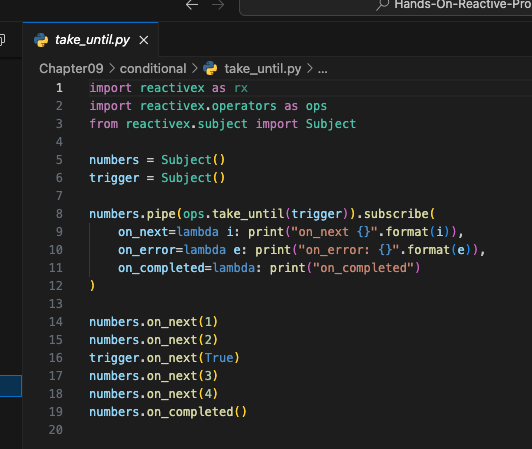 Hands-On-Reactive-Pro
take_until.py
Chapter09 > conditional > take_until.py > ...
1 import reactivex as rx
2 import reactivex.operators as ops
3 from reactivex.subject import Subject
4
5 numbers = Subject()
6 trigger = Subject()
7
8 numbers.pipe(ops.take_until(trigger)).subscribe(
9     on_next=lambda i: print("on_next {}".format(i)),
10     on_error=lambda e: print("on_error: {}".format(e)),
11     on_completed=lambda: print("on_completed")
12 )
13
14 numbers.on_next(1)
15 numbers.on_next(2)
16 trigger.on_next(True)
17 numbers.on_next(3)
18 numbers.on_next(4)
19 numbers.on_completed()
20